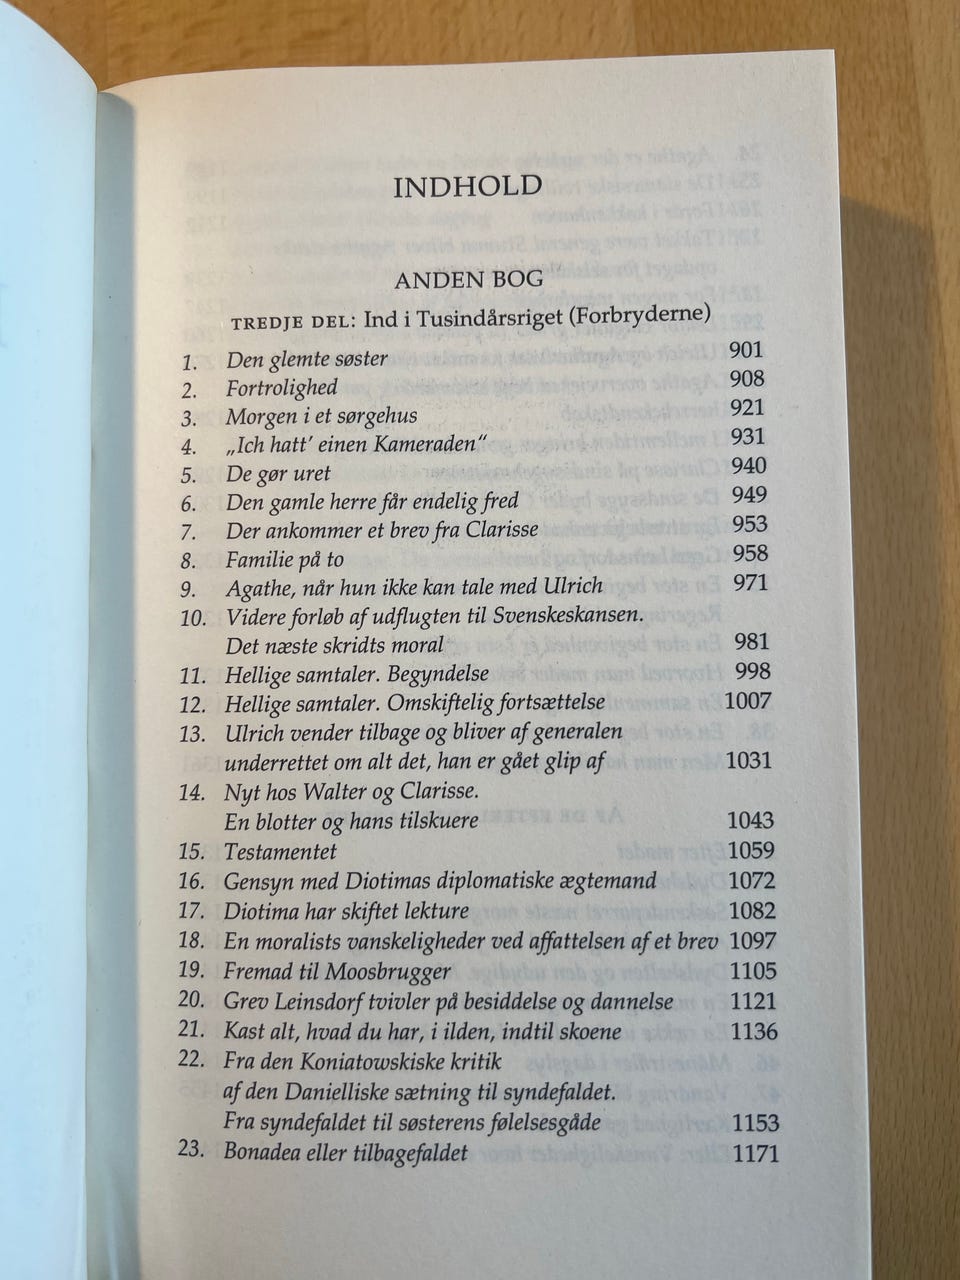 INDHOLD
ANDEN BOG
TREDJE DEL: Ind i Tusindårsriget (Forbryderne)
1. Den glemte søster 901
2. Fortrolighed 908
3. Morgen i et sørgehus 921
4. „Ich hatt’ einen Kameraden“ 931
5. De gør uret 940
6. Den gamle herre får endelig fred 949
7. Der ankommer et brev fra Clarisse 953
8. Familie på to 958
9. Agathe, når hun ikke kan tale med Ulrich 971
10. Videre forløb af udflugten til Svenskeskansen.
Det næste skridts moral 981
11. Hellige samtaler. Begyndelse 998
12. Hellige samtaler. Omskiftelig fortsættelse 1007
13. Ulrich vender tilbage og bliver af generalen
underrettet om alt det, han er gået glip af 1031
14. Nyt hos Walter og Clarisse.
En blotter og hans tilskuere 1043
15. Testamentet 1059
16. Gensyn med Diotimas diplomatiske ægtemand 1072
17. Diotima har skiftet lekture 1082
18. En moralists vanskeligheder ved affattelsen af et brev 1097
19. Fremad til Moosbrugger 1105
20. Grev Leinsdorf tvivler på besiddelse og dannelse 1121
21. Kast alt, hvad du har, i ilden, indtil skoene 1136
22. Fra den Koniatowskiske kritik
af den Danielliske sætning til syndefaldet.
Fra syndefaldet til søsterens følelsesgåde 1153
23. Bonadea eller tilbagefaldet 1171